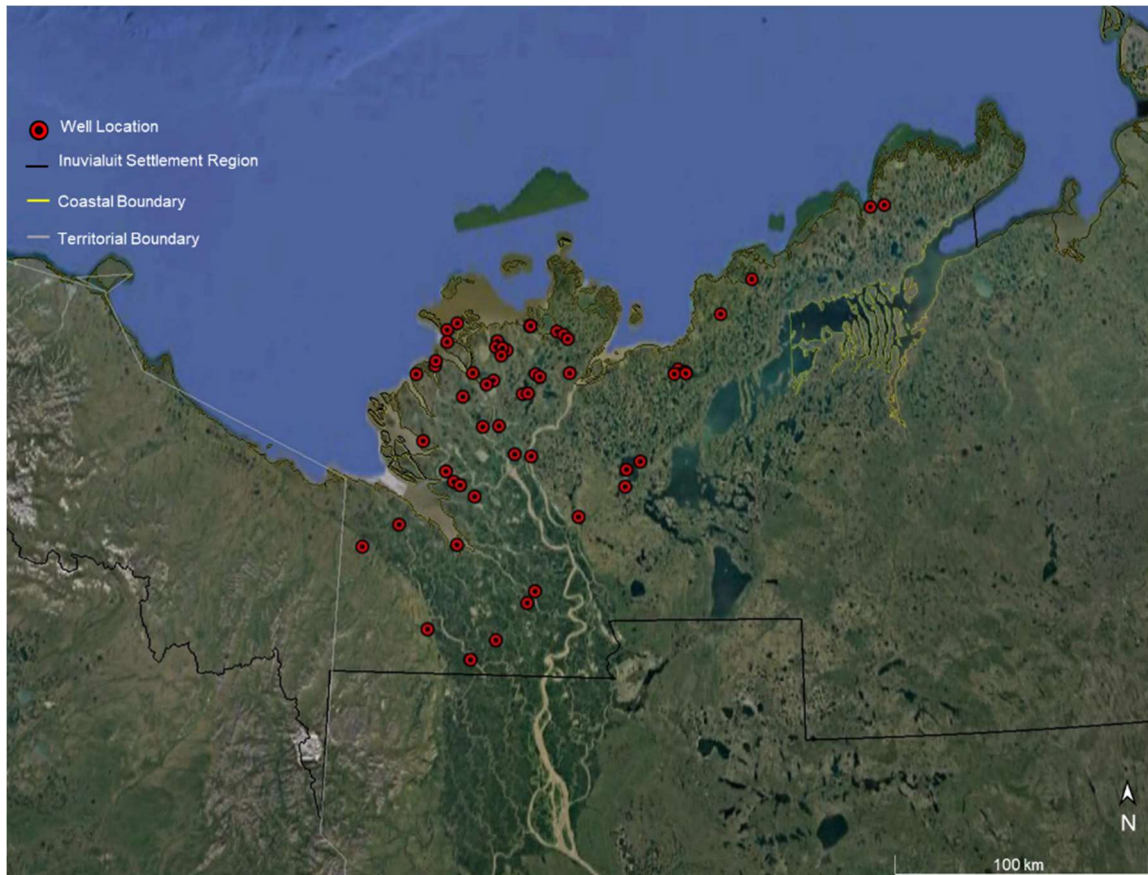 Well Location
Inuvialuit Settlement Region
Coastal Boundary
Territorial Boundary
N
100 km